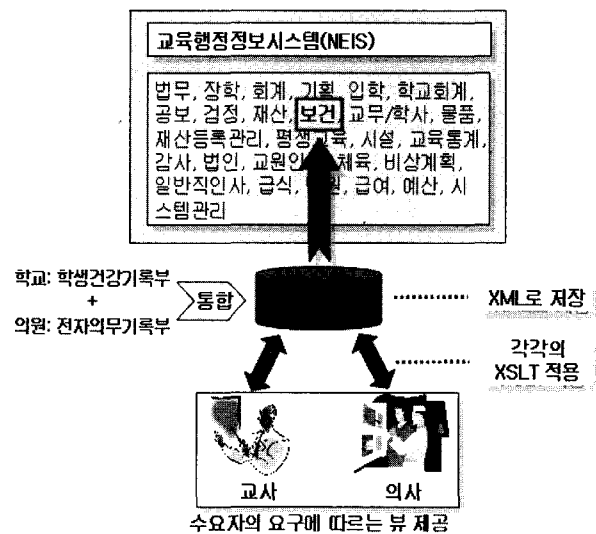 교육행정정보시스템(NEIS)
법무, 장학, 회계, 기획, 입학, 학교회계,
공보, 검정, 재산, 보건, 교무/학사, 물품,
재산등록관리, 평생교육, 시설, 교육통계,
감사, 법인, 교원인 체육, 비상계획,
일반직인사, 급식, 급여, 예산, 시
스템관리
학교: 학생건강기록부
+
의원: 전자의무기록부
통합
XML로 저장
각각의
XSLT 적용
교사
의사
수요자의 요구에 따르는 뷰 제공